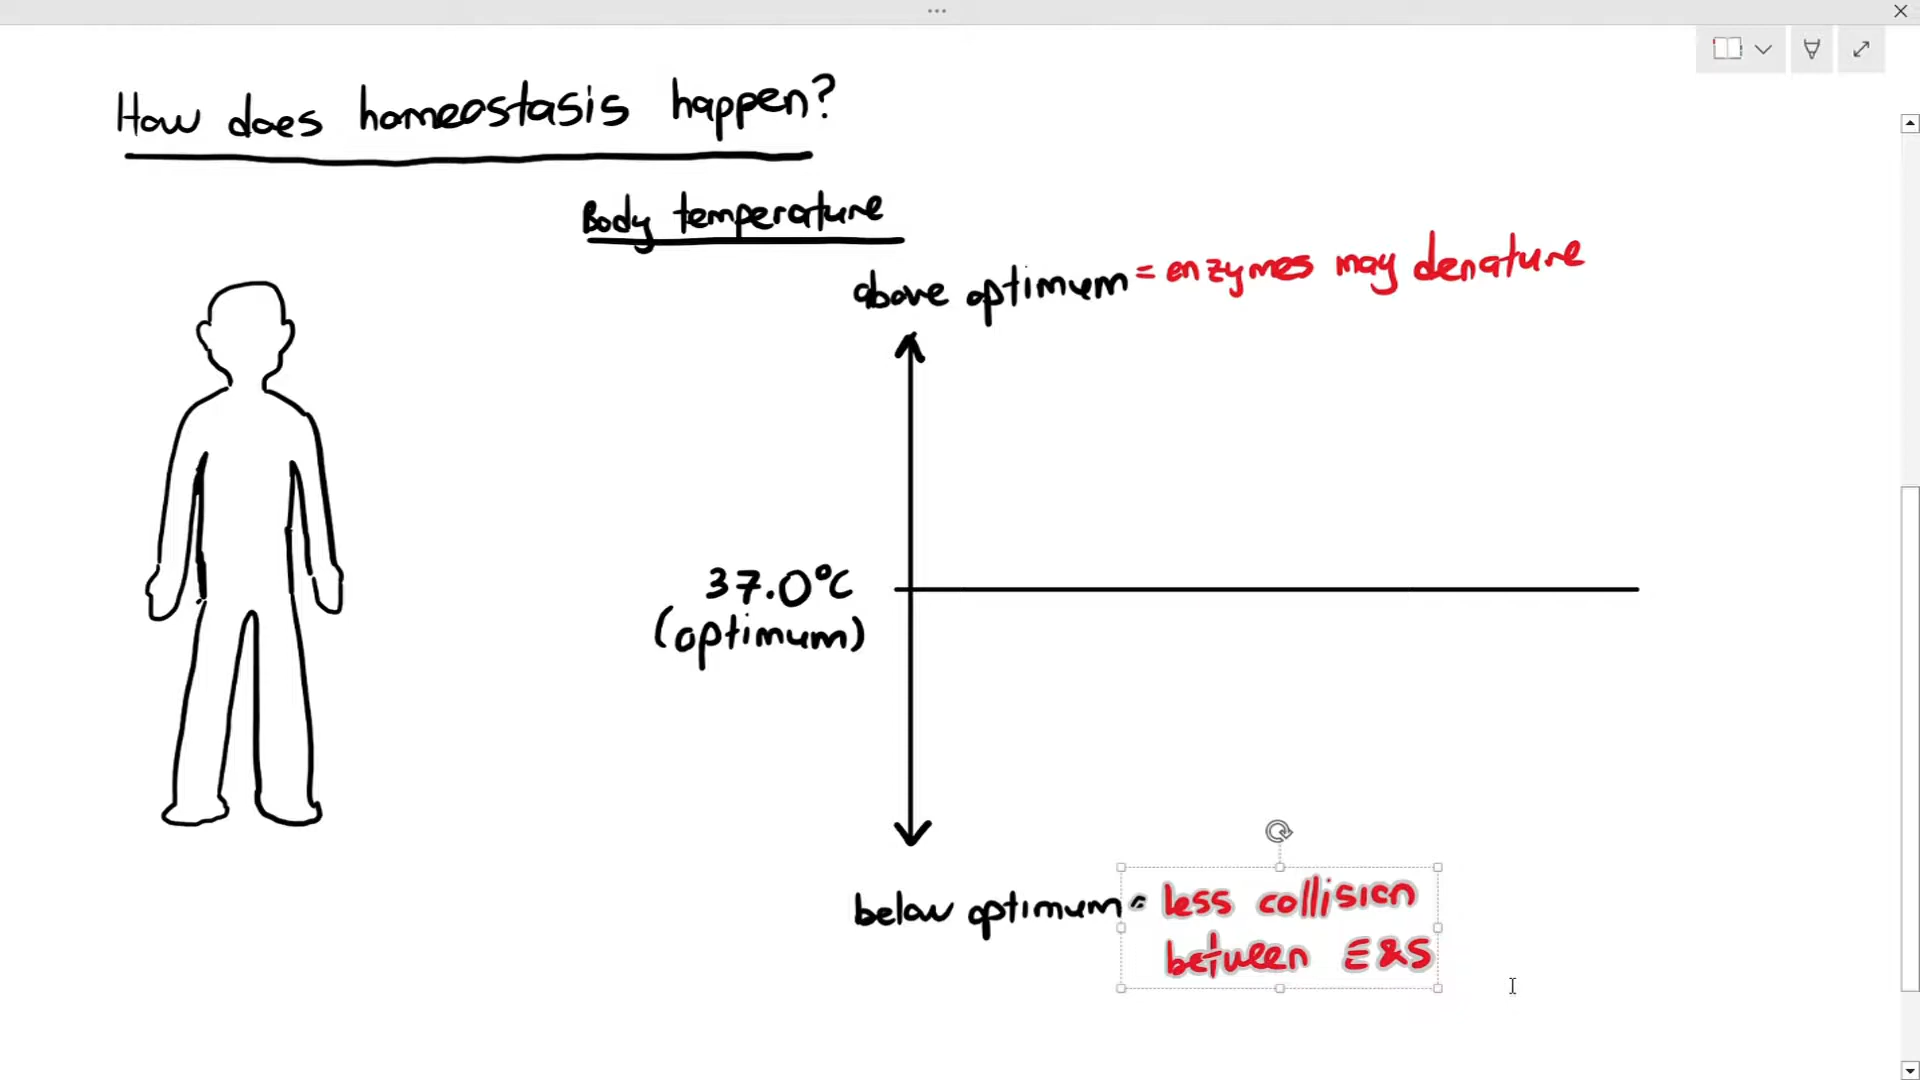 How does homeostasis happen?
Body temperature
above optimum = enzymes may denature
37.0°C
(optimum)
below optimum = less collision
between E&S